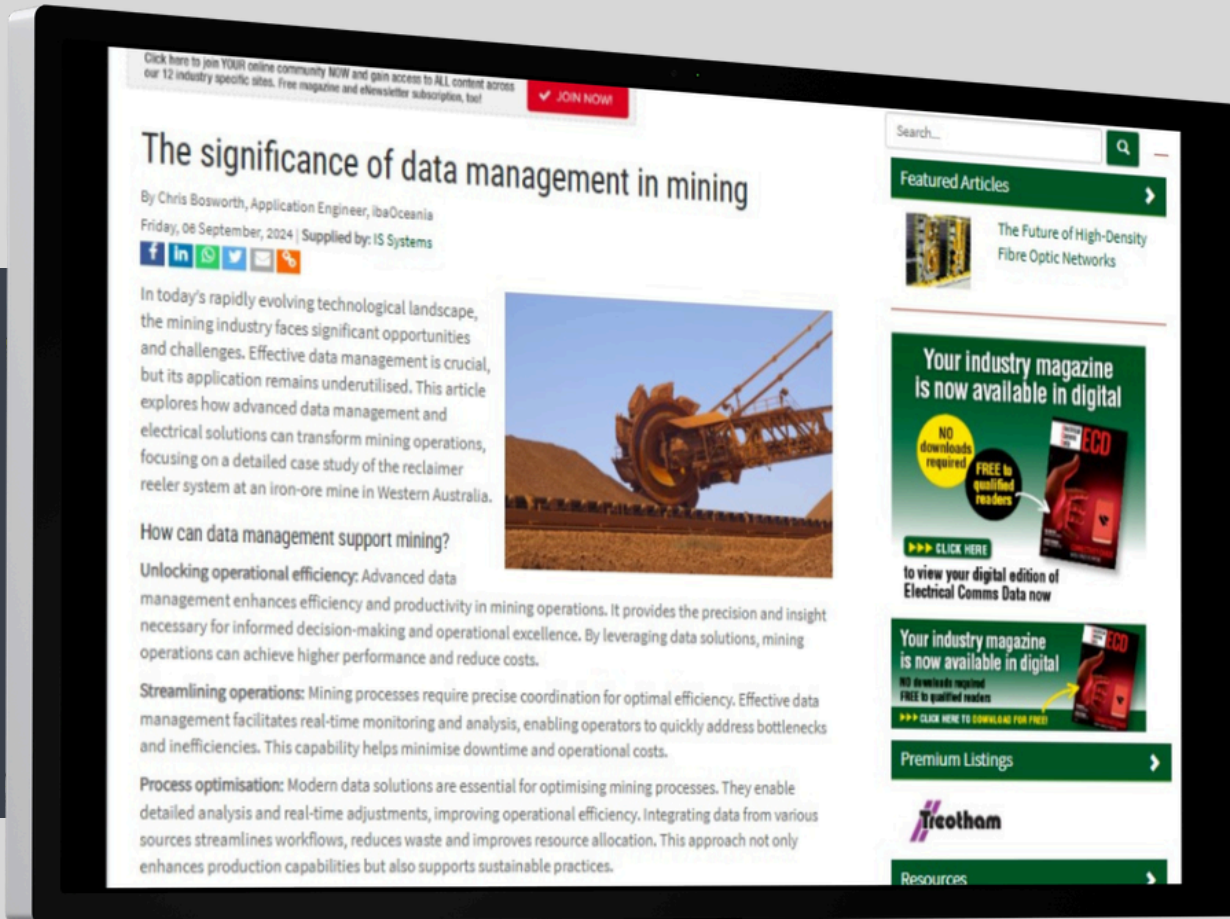 Click here to join YOUR online community NOW and gain access to ALL content across
our 12 industry specific sites. Free magazine and eNewsletter subscription, too!
JOIN NOW!
The significance of data management in mining
By Chris Bosworth, Application Engineer, ibaOceania
Friday, 06 September, 2024 | Supplied by: IS Systems
In today's rapidly evolving technological landscape,
the mining industry faces significant opportunities
and challenges. Effective data management is crucial,
but its application remains underutilised. This article
explores how advanced data management and
electrical solutions can transform mining operations,
focusing on a detailed case study of the reclaimer
reeler system at an iron-ore mine in Western Australia.
How can data management support mining?
Unlocking operational efficiency: Advanced data
management enhances efficiency and productivity in mining operations. It provides the precision and insight
necessary for informed decision-making and operational excellence. By leveraging data solutions, mining
operations can achieve higher performance and reduce costs.
Streamlining operations: Mining processes require precise coordination for optimal efficiency. Effective data
management facilitates real-time monitoring and analysis, enabling operators to quickly address bottlenecks
and inefficiencies. This capability helps minimise downtime and operational costs.
Process optimisation: Modern data solutions are essential for optimising mining processes. They enable
detailed analysis and real-time adjustments, improving operational efficiency. Integrating data from various
sources streamlines workflows, reduces waste and improves resource allocation. This approach not only
enhances production capabilities but also supports sustainable practices.
Search...
Featured Articles
The Future of High-Density
Fibre Optic Networks
Your industry magazine
is now available in digital
NO
downloads
required
FREE to
qualified
readers
ECD
CLICK HERE
to view your digital edition of
Electrical Comms Data now
Your industry magazine
is now available in digital
NO downloads required
FREE to qualified readers
CLICK HERE TO DOWNLOAD FOR FREE!
ECD
Premium Listings
Treotham
Resources